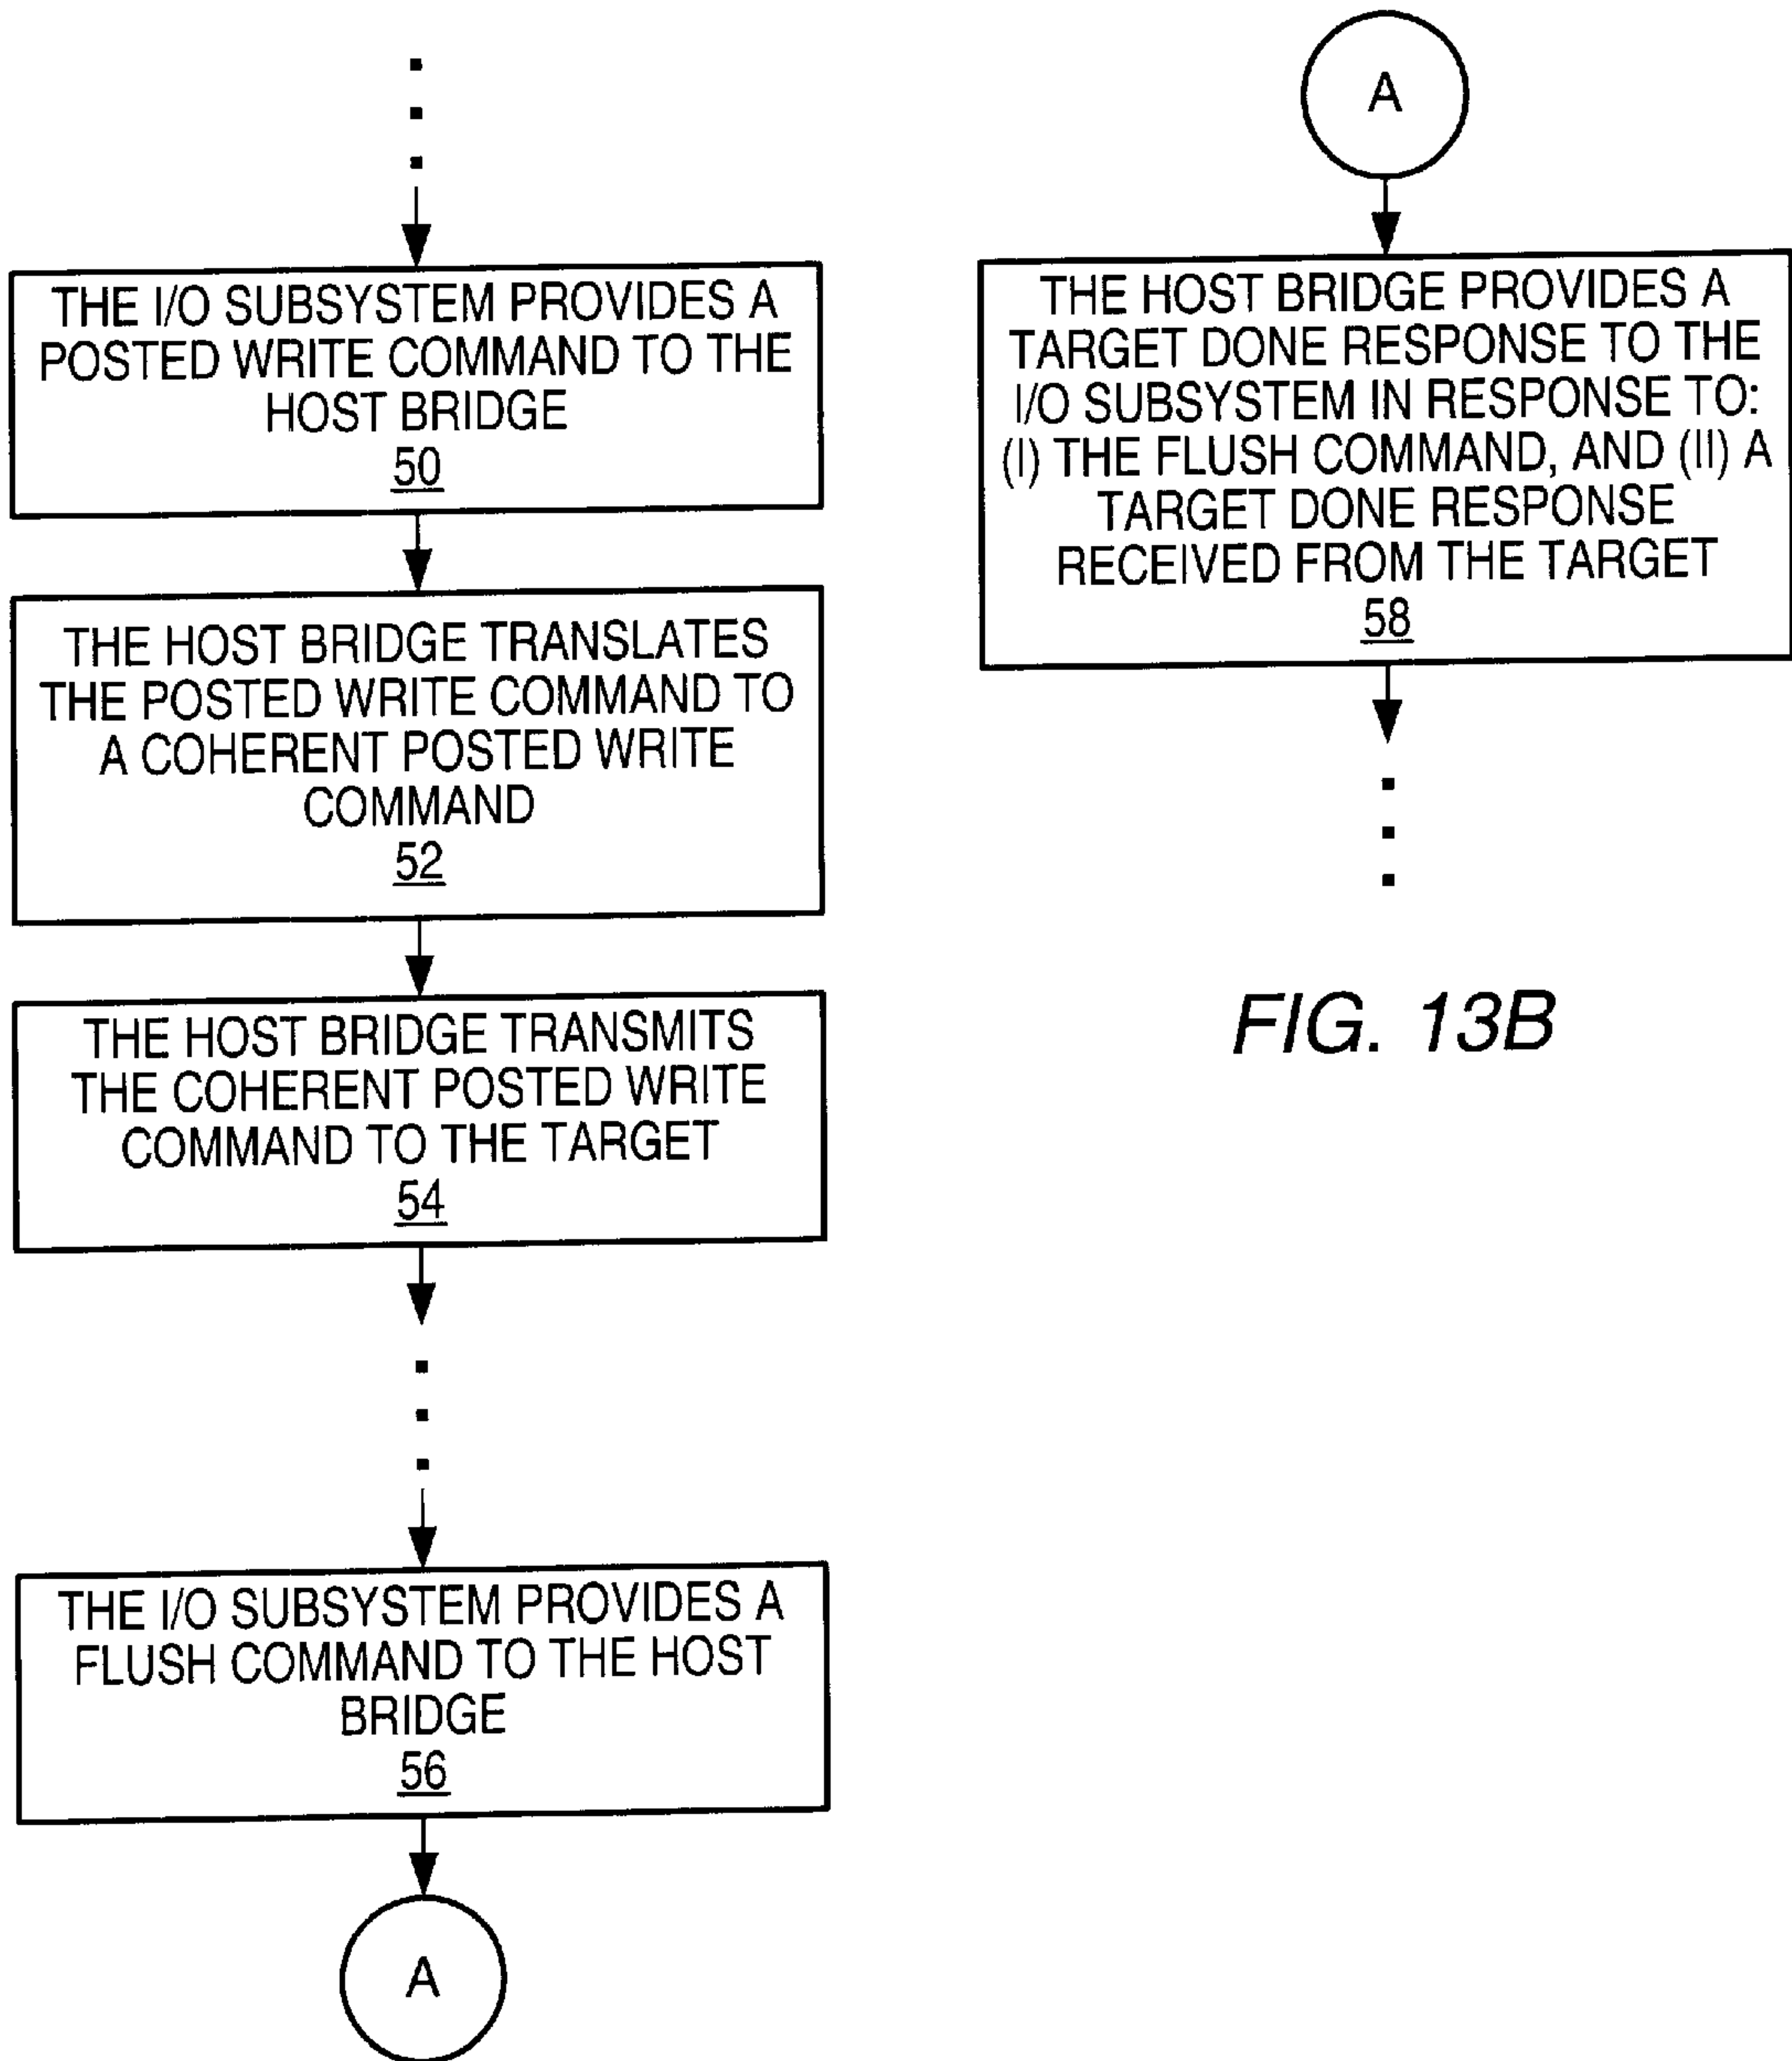 THE I/O SUBSYSTEM PROVIDES A
POSTED WRITE COMMAND TO THE
HOST BRIDGE
50
THE HOST BRIDGE TRANSLATES
THE POSTED WRITE COMMAND TO
A COHERENT POSTED WRITE
COMMAND
52
THE HOST BRIDGE TRANSMITS
THE COHERENT POSTED WRITE
COMMAND TO THE TARGET
54
THE I/O SUBSYSTEM PROVIDES A
FLUSH COMMAND TO THE HOST
BRIDGE
56
A
A
THE HOST BRIDGE PROVIDES A
TARGET DONE RESPONSE TO THE
I/O SUBSYSTEM IN RESPONSE TO:
(I) THE FLUSH COMMAND, AND (II) A
TARGET DONE RESPONSE
RECEIVED FROM THE TARGET
58
FIG. 13B